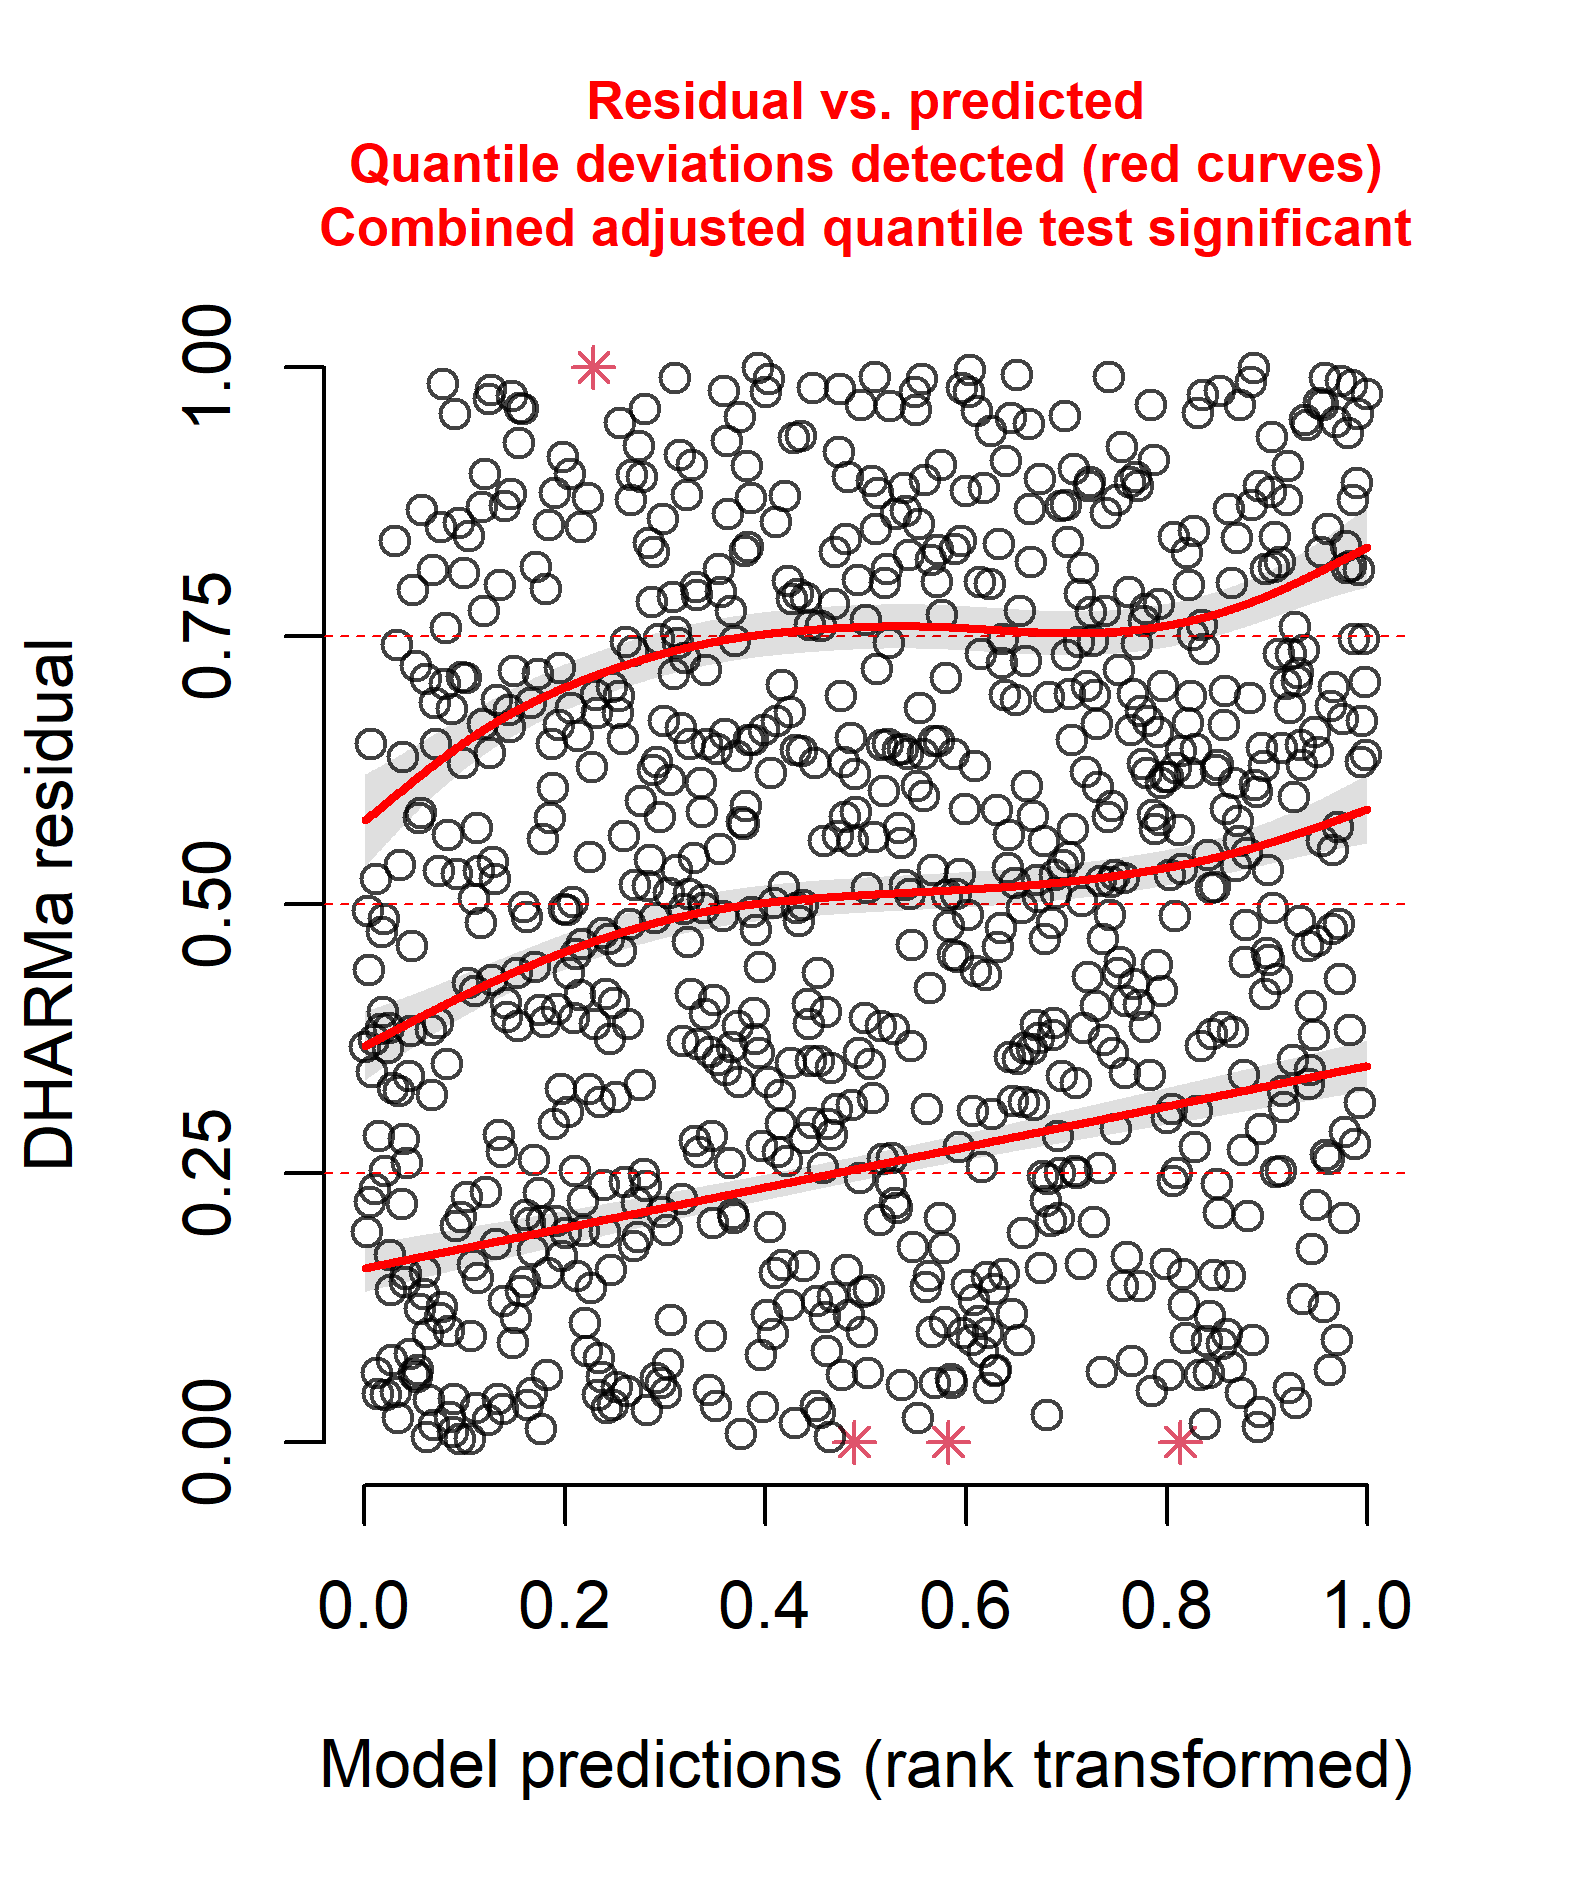 Residual vs. predicted
Quantile deviations detected (red curves)
Combined adjusted quantile test significant
1.00
0.75
0.50
0.25
0.00
DHARMa residual
0.0 0.2 0.4 0.6 0.8 1.0
Model predictions (rank transformed)